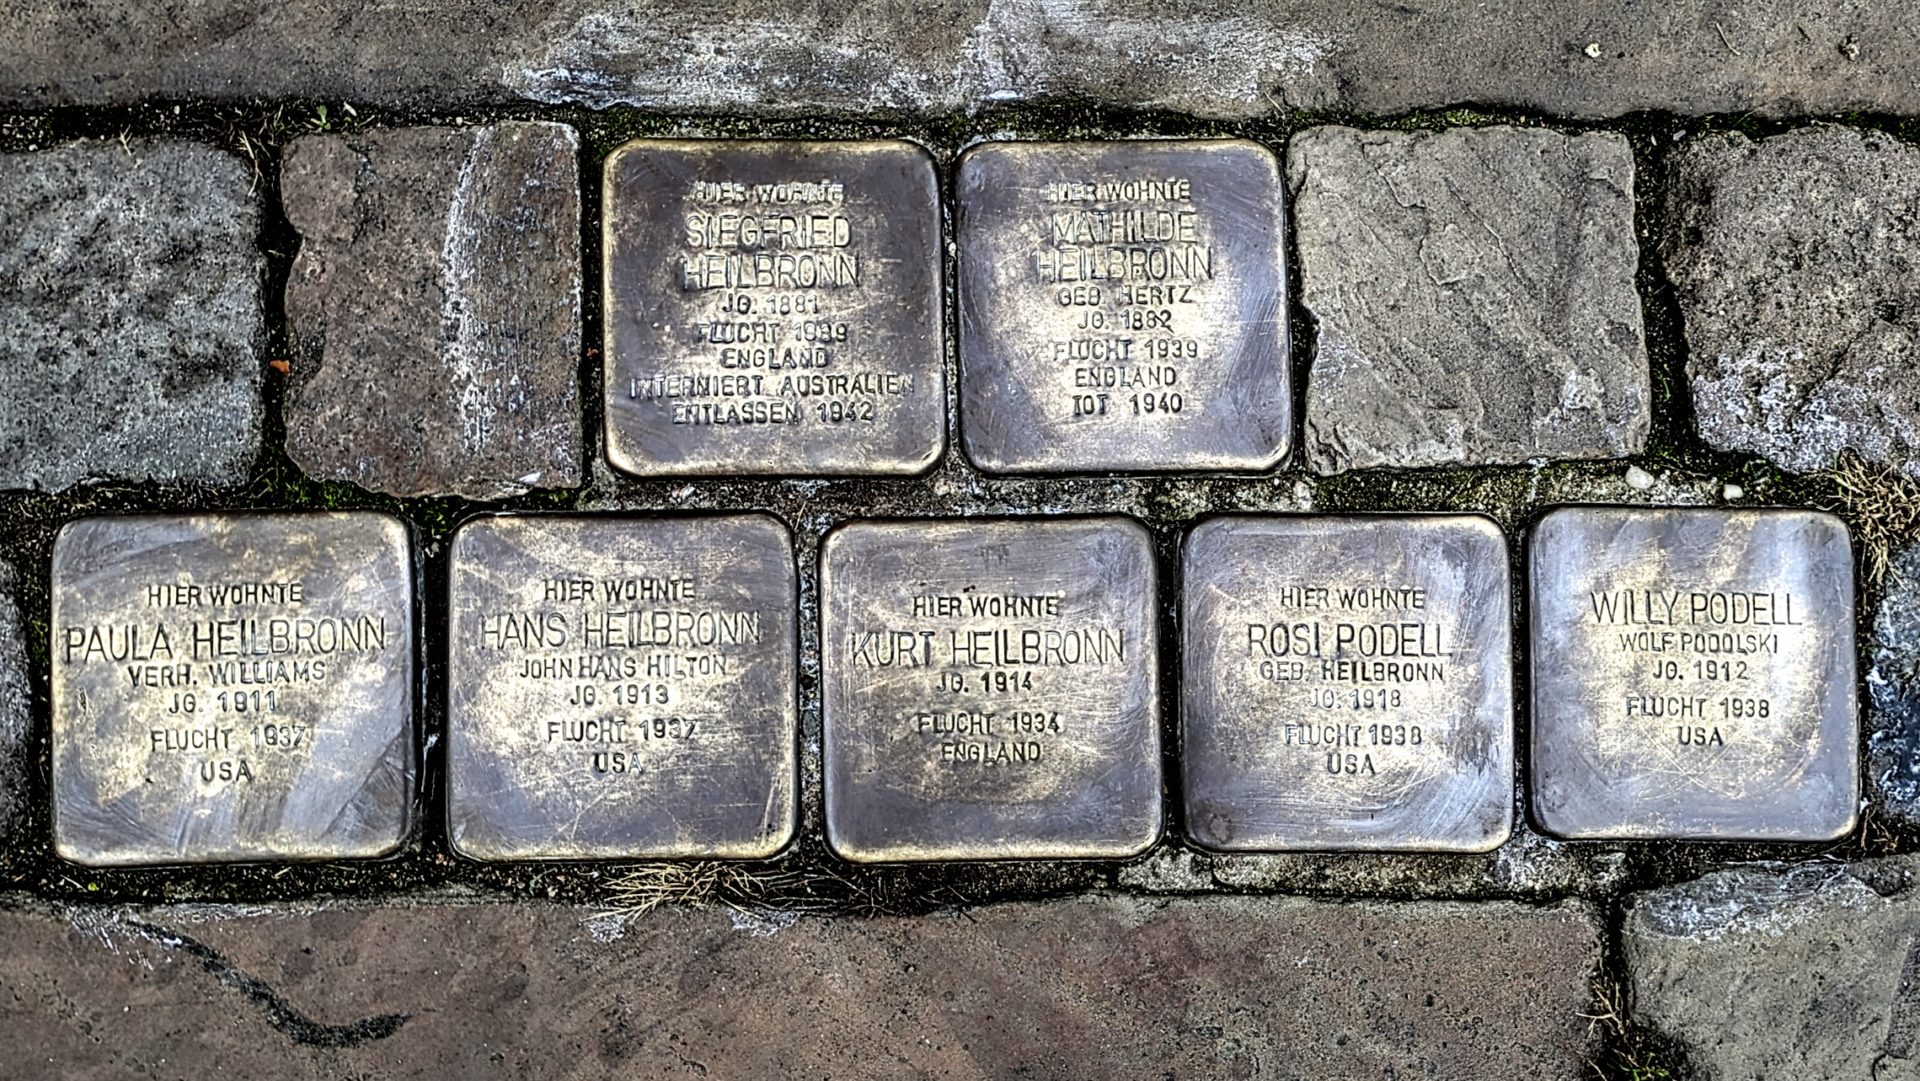 HIER WOHNTE
SIEGFRIED
HEILBRONN
JG. 1881
FLUCHT 1939
ENGLAND
INTERNIERT AUSTRALIEN
ENTLASSEN 1942
HIER WOHNTE
MATHILDE
HEILBRONN
GEB. HERTZ
JG. 1882
FLUCHT 1939
ENGLAND
TOT 1940
HIER WOHNTE
PAULA HEILBRONN
VERH. WILLIAMS
JG. 1911
FLUCHT 1937
USA
HIER WOHNTE
HANS HEILBRONN
JOHN HANS HILTON
JG. 1913
FLUCHT 1937
USA
HIER WOHNTE
KURT HEILBRONN
JG. 1914
FLUCHT 1934
ENGLAND
HIER WOHNTE
ROSI PODELL
GEB. HEILBRONN
JG. 1918
FLUCHT 1938
USA
WILLY PODELL
WOLF PODOLSKI
JG. 1912
FLUCHT 1938
USA